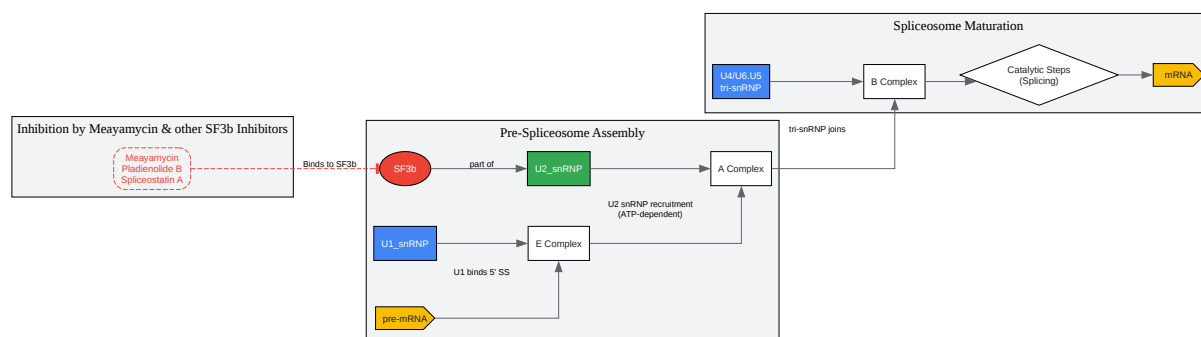 Spliceosome Maturation
U4/U6.U5
tri-snRNP
B Complex
Catalytic Steps
(Splicing)
mRNA
Inhibition by Meayamycin & other SF3b Inhibitors
Meayamycin
Pladienolide B
Spliceostatin A
Binds to SF3b
Pre-Spliceosome Assembly
tri-snRNP joins
SF3b
part of
U2_snRNP
A Complex
U2 snRNP recruitment
(ATP-dependent)
U1_snRNP
E Complex
U1 binds 5' SS
pre-mRNA